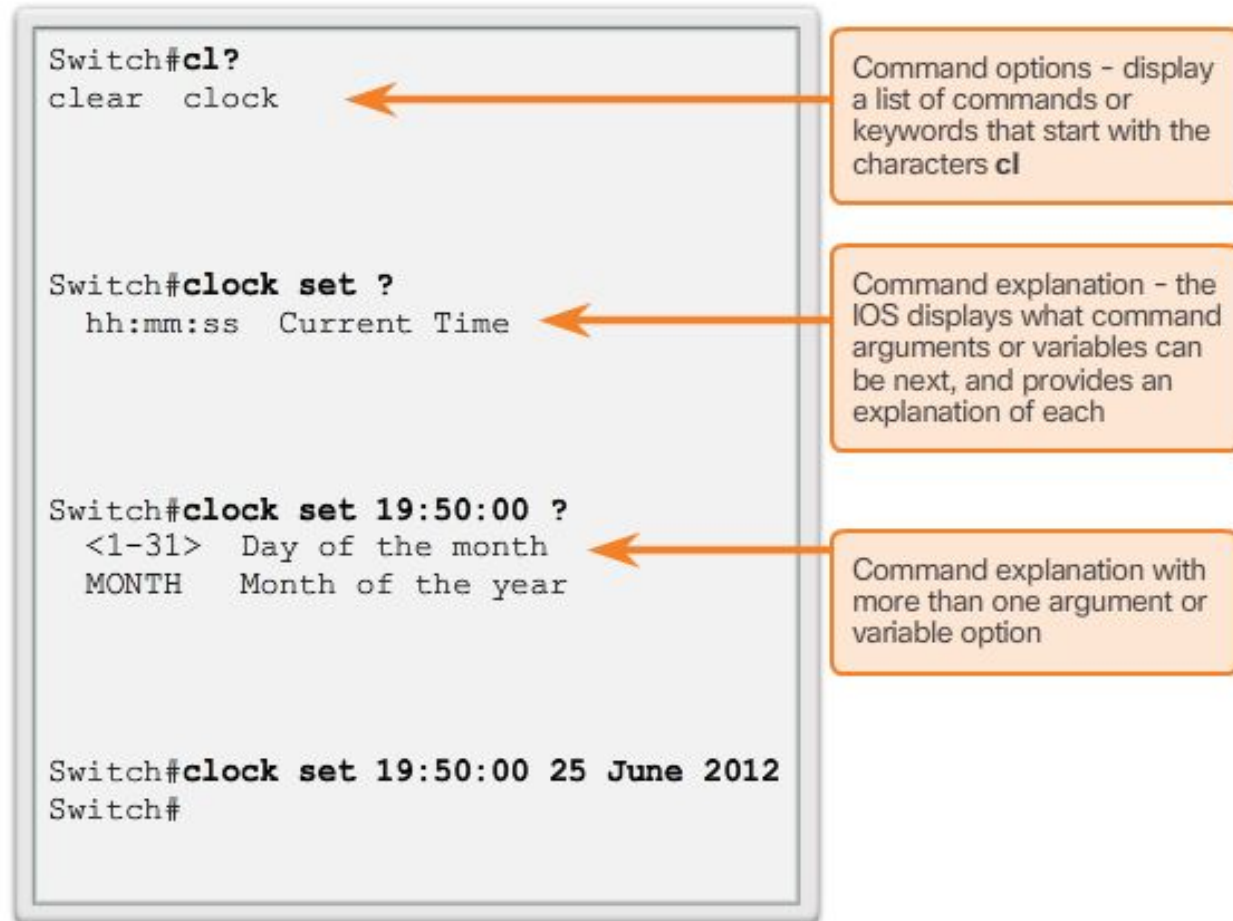 Switch#cl?
clear  clock
Command options - display
a list of commands or
keywords that start with the
characters cl
Switch#clock set ?
hh:mm:ss  Current Time
Command explanation - the
IOS displays what command
arguments or variables can
be next, and provides an
explanation of each
Switch#clock set 19:50:00 ?
<1-31>  Day of the month
MONTH   Month of the year
Command explanation with
more than one argument or
variable option
Switch#clock set 19:50:00 25 June 2012
Switch#